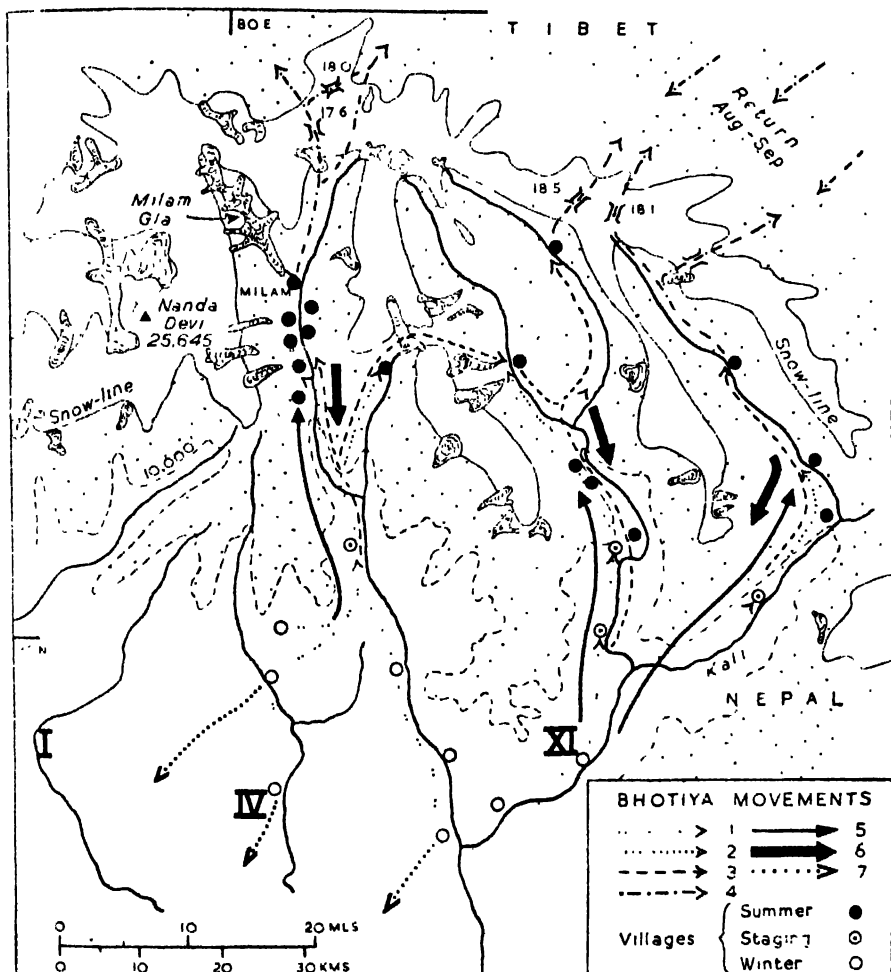 80 E
TIBET
180
176
Return
Aug-Sep
185
181
Milam
Gla
MILAM
Nanda
Devi
25.645
Snow-line
Snow-line
10,000
N
Kali
NEPAL
I
IV
XI
BHOTIYA MOVEMENTS
1 5
2 6
3 7
4
Villages
Summer
Staging
Winter
0 10 20 MLS
0 10 20 30 KMS